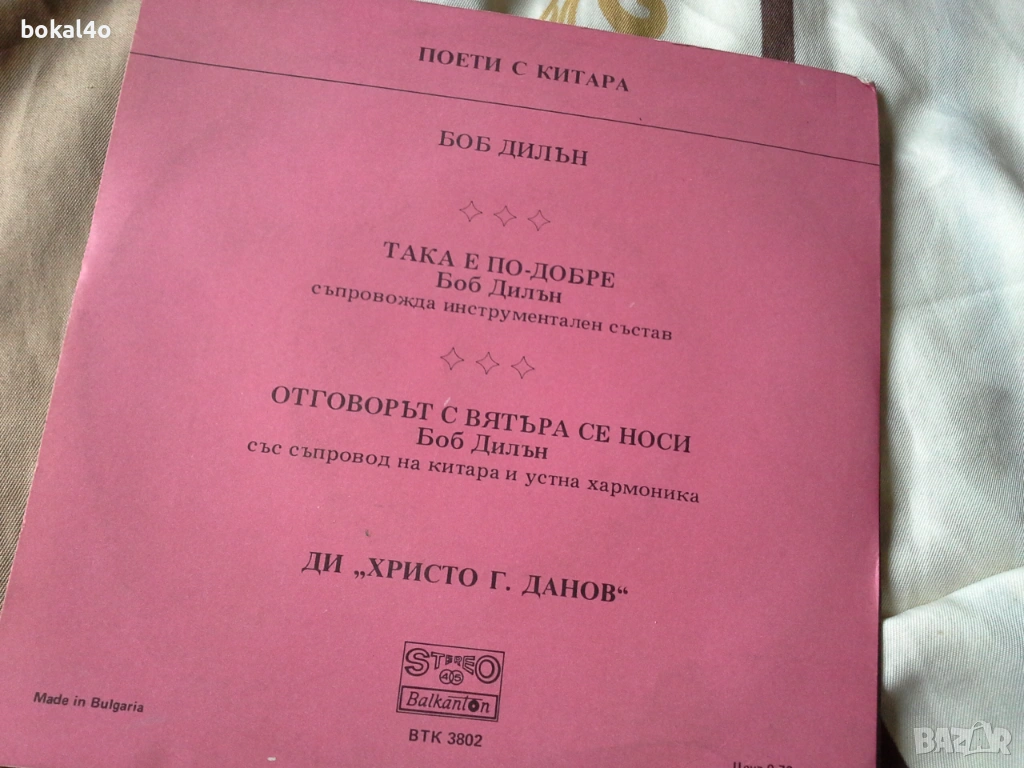 bokal4o
ПОЕТИ С КИТАРА
БОБ ДИЛЪН
ТАКА Е ПО-ДОБРЕ
Боб Дилън
съпровожда инструментален състав
ОТГОВОРЪТ С ВЯТЪРА СЕ НОСИ
Боб Дилън
със съпровод на китара и устна хармоника
ДИ „ХРИСТО Г. ДАНОВ“
STEREO
45
Balkanton
Made in Bulgaria
ВТК 3802
BAZAR